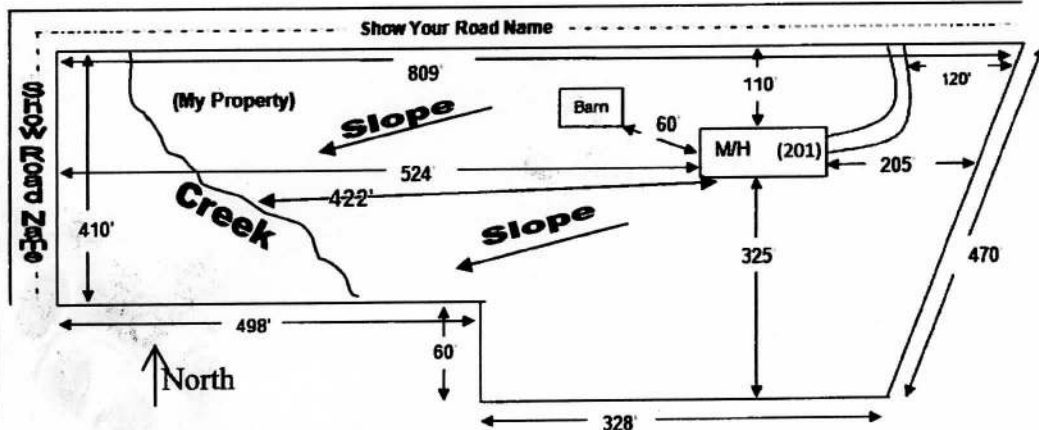 Show Your Road Name
809'
110'
120'
(My Property)
Slope
Barn
60'
Show Road Name
M/H (201)
524'
205'
422'
Creek
410'
Slope
325'
470'
498'
60'
North
328'